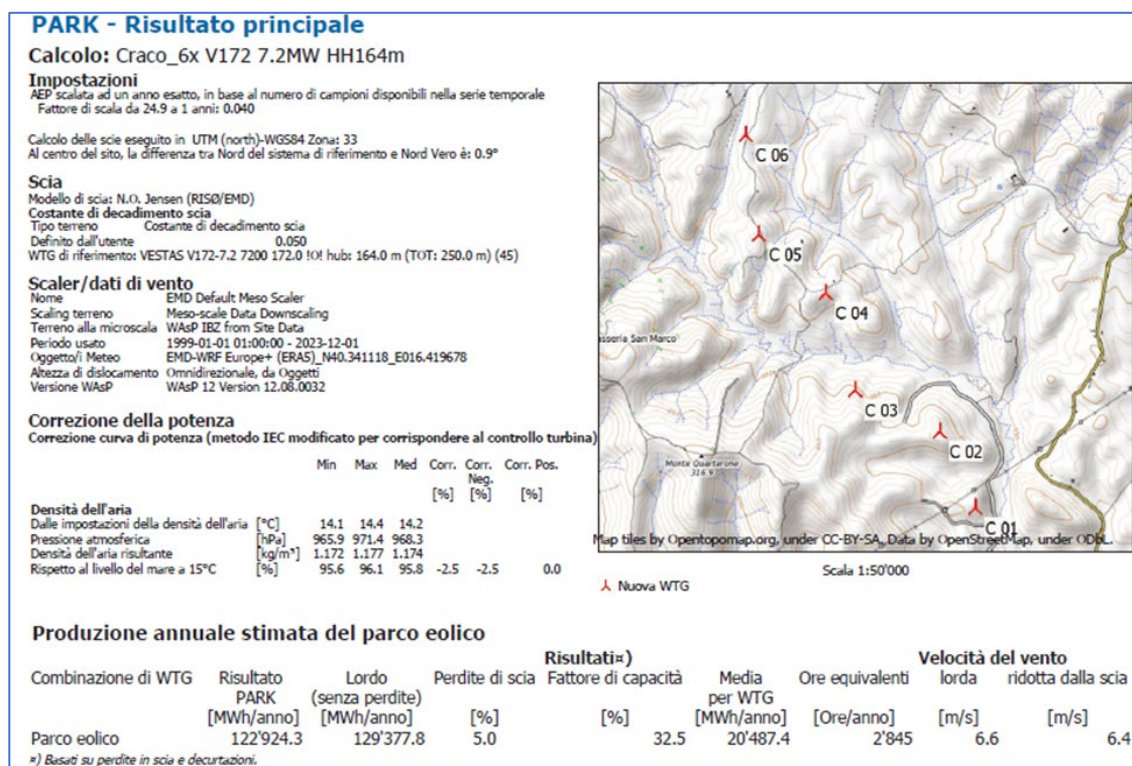 PARK - Risultato principale
Calcolo: Craco_6x V172 7.2MW HH164m
Impostazioni
AEP scalata ad un anno esatto, in base al numero di campioni disponibili nella serie temporale
Fattore di scala da 24.9 a 1 anni: 0.040
Calcolo delle scie eseguito in UTM (north)-WGS84 Zona: 33
Al centro del sito, la differenza tra Nord del sistema di riferimento e Nord Vero è: 0.9°
Scia
Modello di scia: N.O. Jensen (RISØ/EMD)
Costante di decadimento scia
Tipo terreno Costante di decadimento scia
Definito dall'utente 0.050
WTG di riferimento: VESTAS V172-7.2 7200 172.0 !O! hub: 164.0 m (TOT: 250.0 m) (45)
Scaler/dati di vento
Nome EMD Default Meso Scaler
Scaling terreno Meso-scale Data Downscaling
Terreno alla microscala WAsP IBZ from Site Data
Periodo usato 1999-01-01 01:00:00 - 2023-12-01
Oggetto/i Meteo EMD-WRF Europe+ (ERA5)_N40.341118_E016.419678
Altezza di dislocamento Omnidirezionale, da Oggetti
Versione WAsP WAsP 12 Version 12.08.0032
Correzione della potenza
Correzione curva di potenza (metodo IEC modificato per corrispondere al controllo turbina)
Min Max Med Corr. Corr. Corr. Pos.
Neg.
[%] [%] [%]
Densità dell'aria
Dalle impostazioni della densità dell'aria [°C] 14.1 14.4 14.2
Pressione atmosferica [hPa] 965.9 971.4 968.3
Densità dell'aria risultante [kg/m³] 1.172 1.177 1.174
Rispetto al livello del mare a 15°C [%] 95.6 96.1 95.8 -2.5 -2.5 0.0
C 06
C 05
C 04
asseria San Marco
C 03
C 02
Monte Quarterone
316.9
C 01
Map tiles by Opentopomap.org, under CC-BY-SA, Data by OpenStreetMap, under ODbL.
Scala 1:50'000
Nuova WTG
Produzione annuale stimata del parco eolico
Risultati¤) Velocità del vento
Combinazione di WTG Risultato Lordo Perdite di scia Fattore di capacità Media Ore equivalenti lorda ridotta dalla scia
PARK (senza perdite) per WTG
[MWh/anno] [MWh/anno] [%] [%] [MWh/anno] [Ore/anno] [m/s] [m/s]
Parco eolico 122'924.3 129'377.8 5.0 32.5 20'487.4 2'845 6.6 6.4
¤) Basati su perdite in scia e decurtazioni.